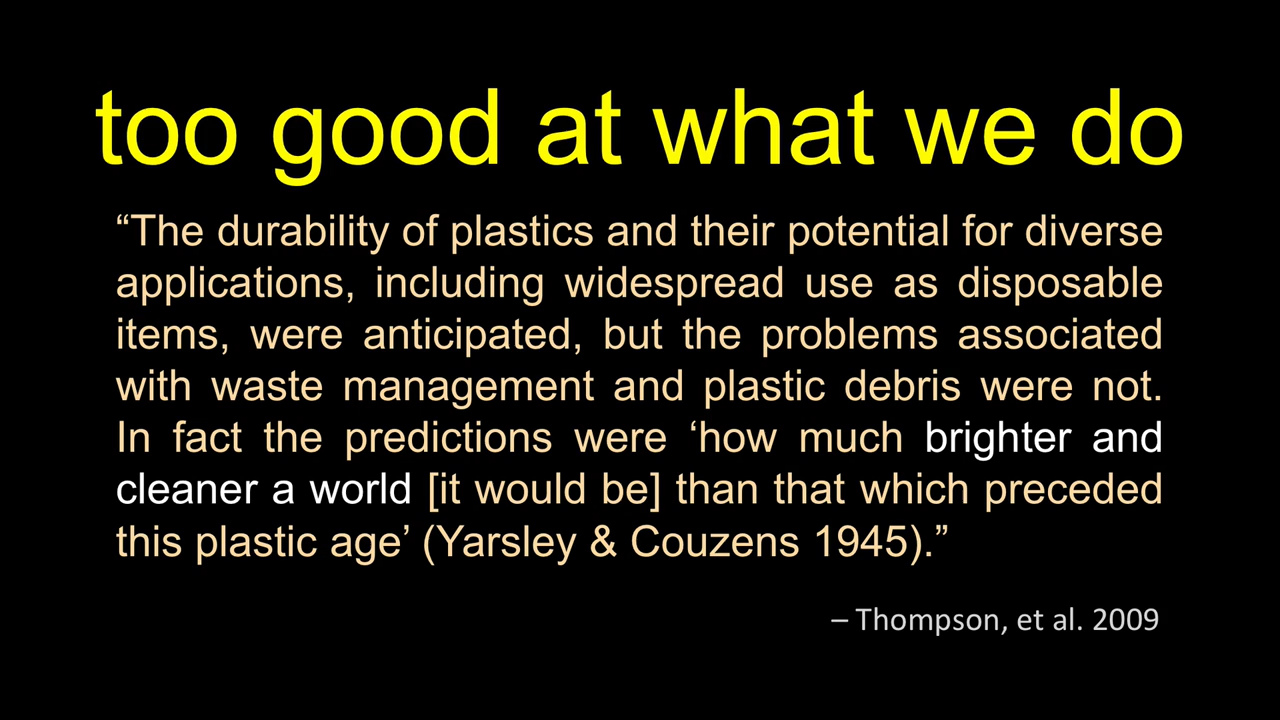 too good at what we do
“The durability of plastics and their potential for diverse
applications, including widespread use as disposable
items, were anticipated, but the problems associated
with waste management and plastic debris were not.
In fact the predictions were ‘how much brighter and
cleaner a world [it would be] than that which preceded
this plastic age’ (Yarsley & Couzens 1945).”
– Thompson, et al. 2009